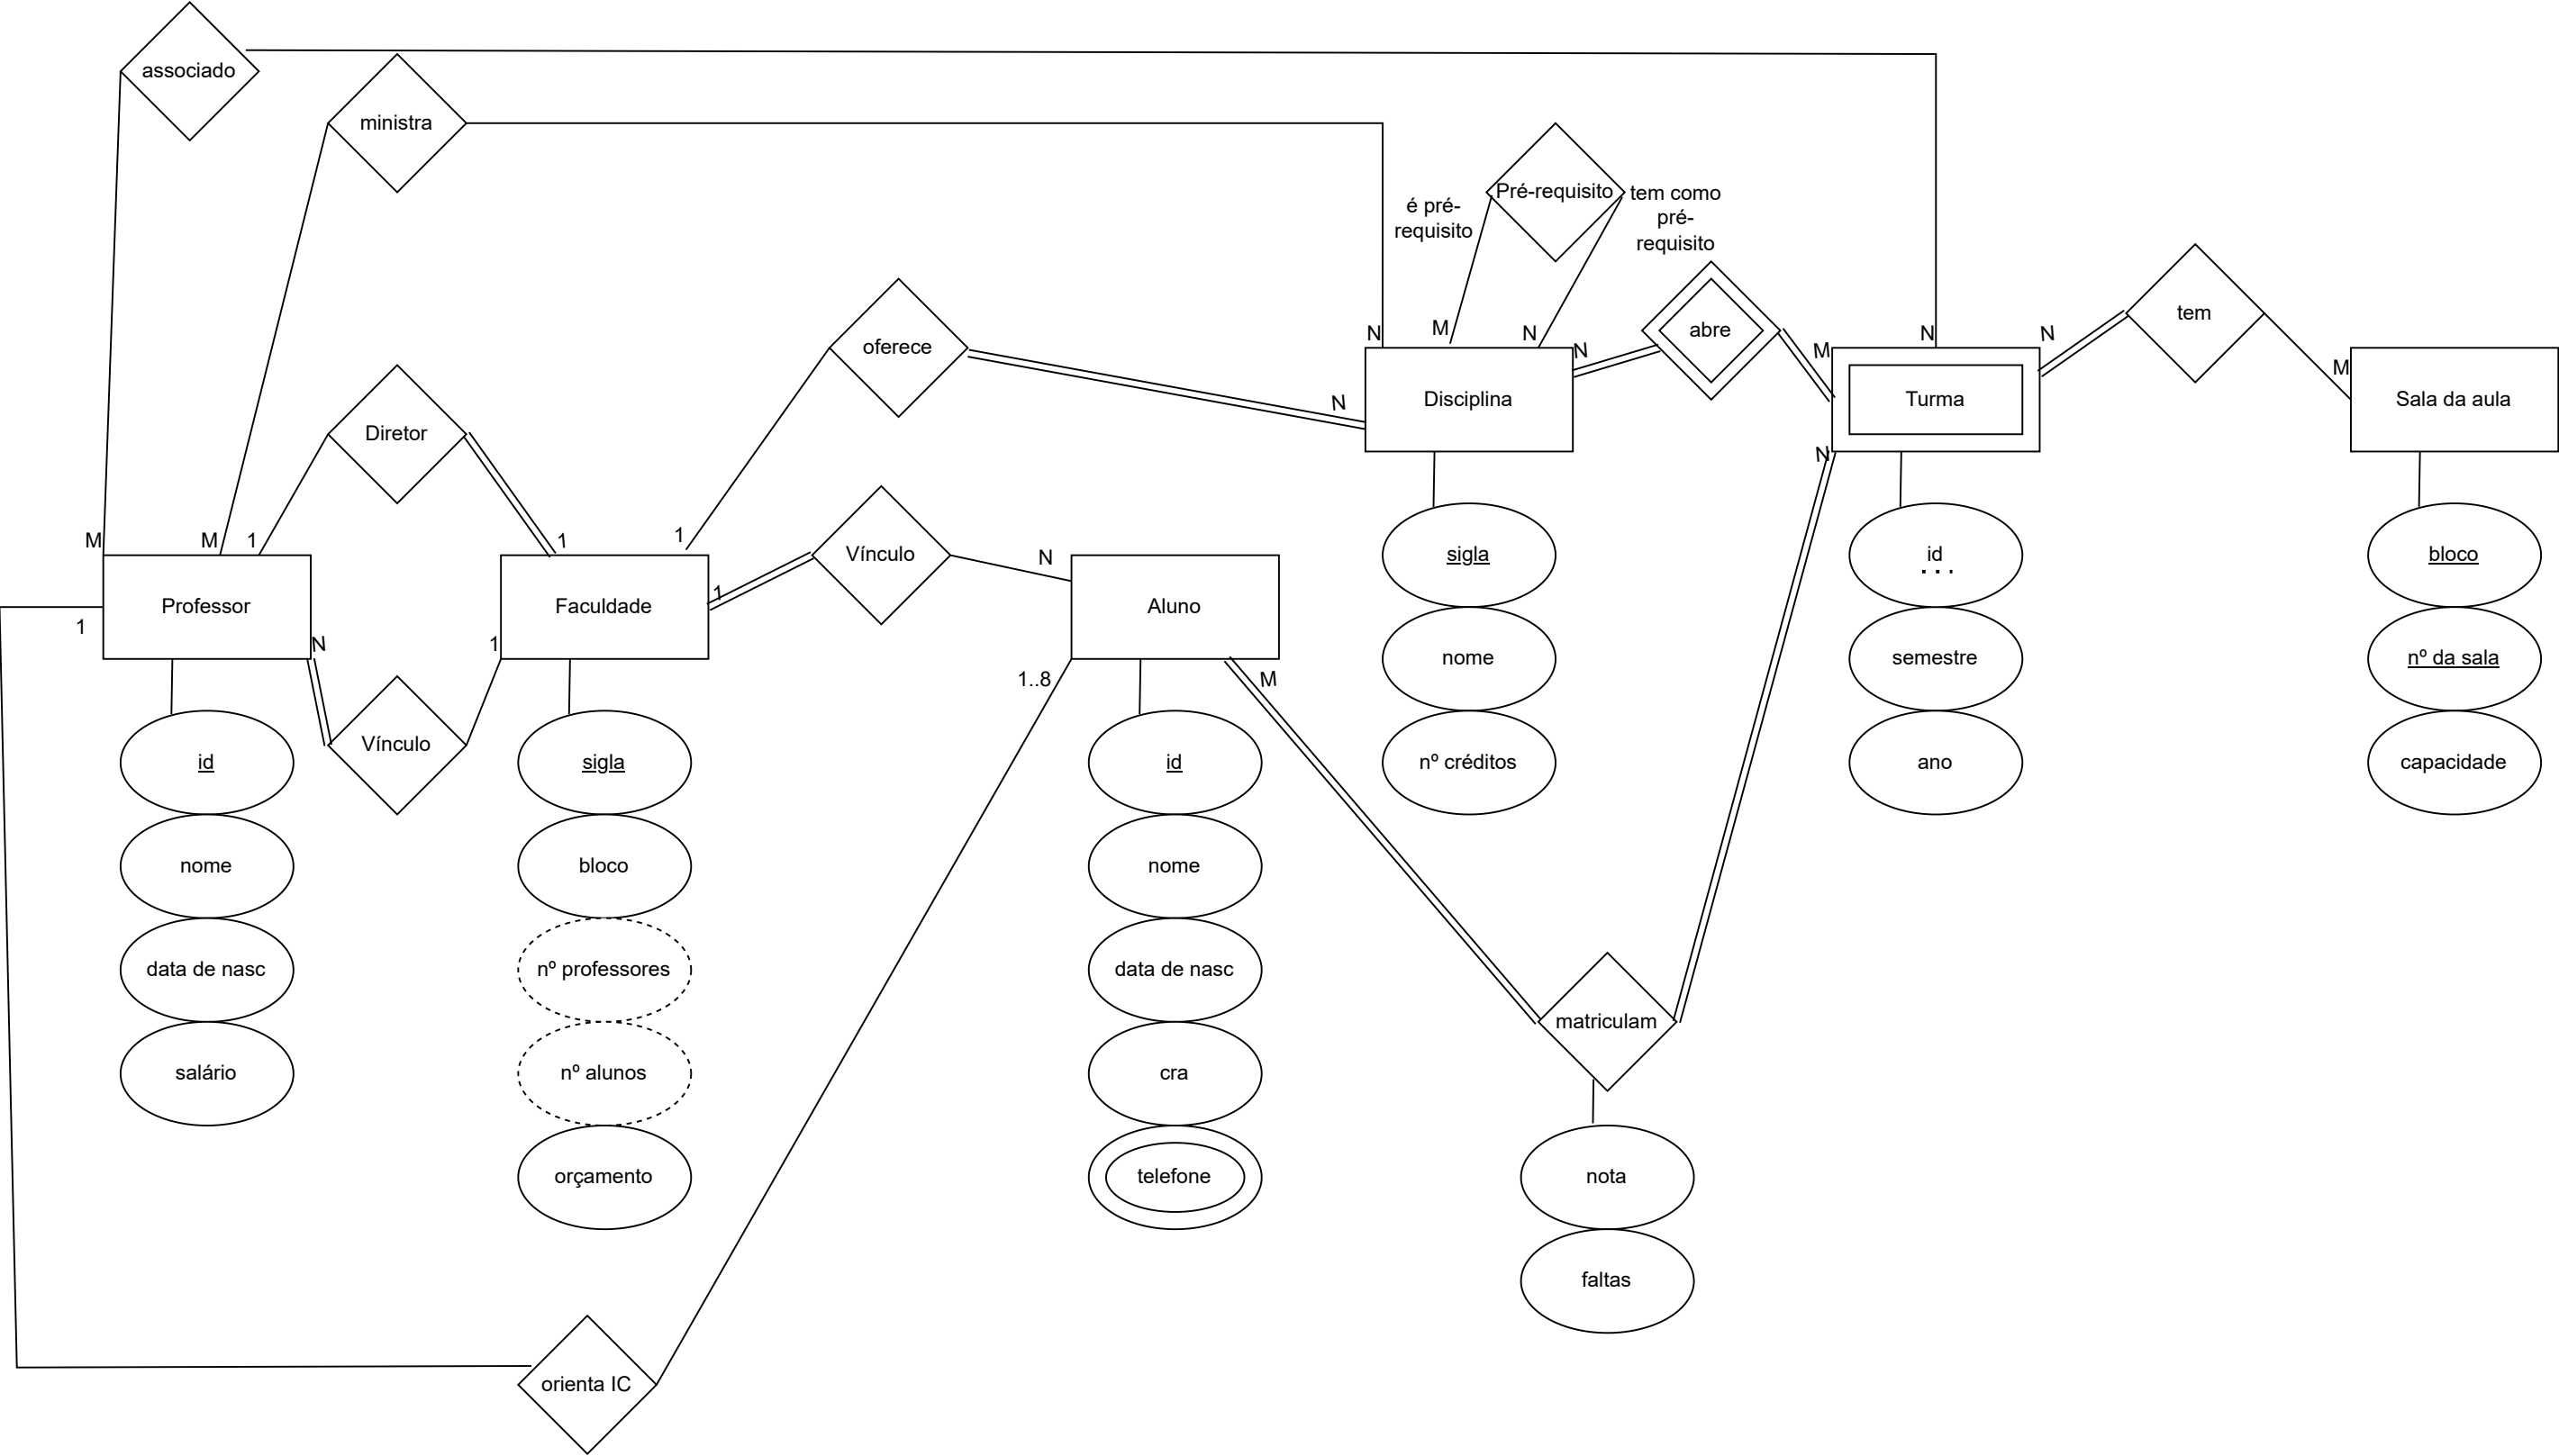 associado
ministra
Pré-requisito
é pré-
requisito
tem como
pré-
requisito
tem
abre
oferece
Diretor
N
M
N
N
M
N
N
M
N
Disciplina
Turma
Sala da aula
N
M
M
1
1
1
Vínculo
N
sigla
id
...
bloco
Professor
Faculdade
1
Aluno
1
N
1
nome
semestre
nº da sala
1..8
M
Vínculo
id
sigla
id
nº créditos
ano
capacidade
nome
bloco
nome
data de nasc
nº professores
data de nasc
matriculam
salário
nº alunos
cra
orçamento
telefone
nota
faltas
orienta IC